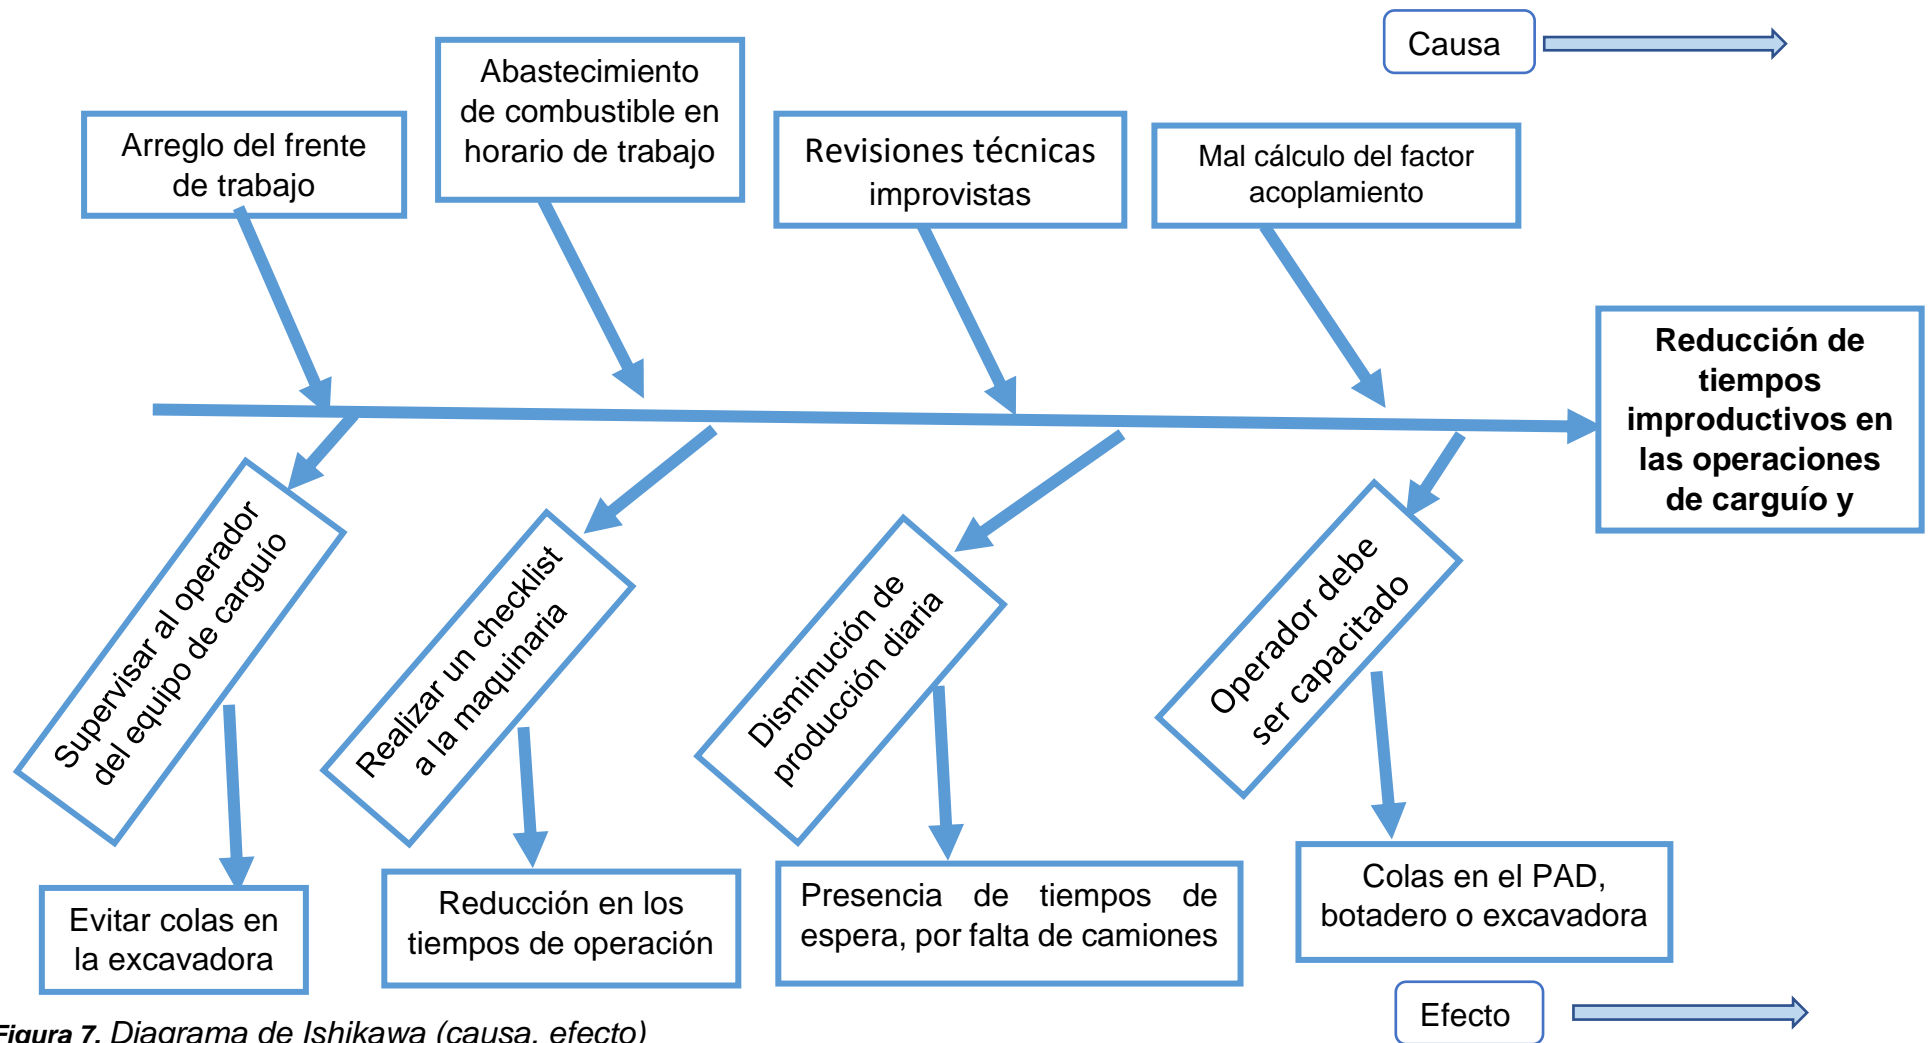 Causa
Abastecimiento
de combustible en
horario de trabajo
Arreglo del frente
de trabajo
Revisiones técnicas
improvistas
Mal cálculo del factor
acoplamiento
Reducción de
tiempos
improductivos en
las operaciones
de carguío y
Supervisar al operador
del equipo de carguío
Realizar un checklist
a la maquinaria
Disminución de
producción diaria
Operador debe
ser capacitado
Evitar colas en
la excavadora
Reducción en los
tiempos de operación
Presencia de tiempos de
espera, por falta de camiones
Colas en el PAD,
botadero o excavadora
Efecto
Figura 7. Diagrama de Ishikawa (causa, efecto)